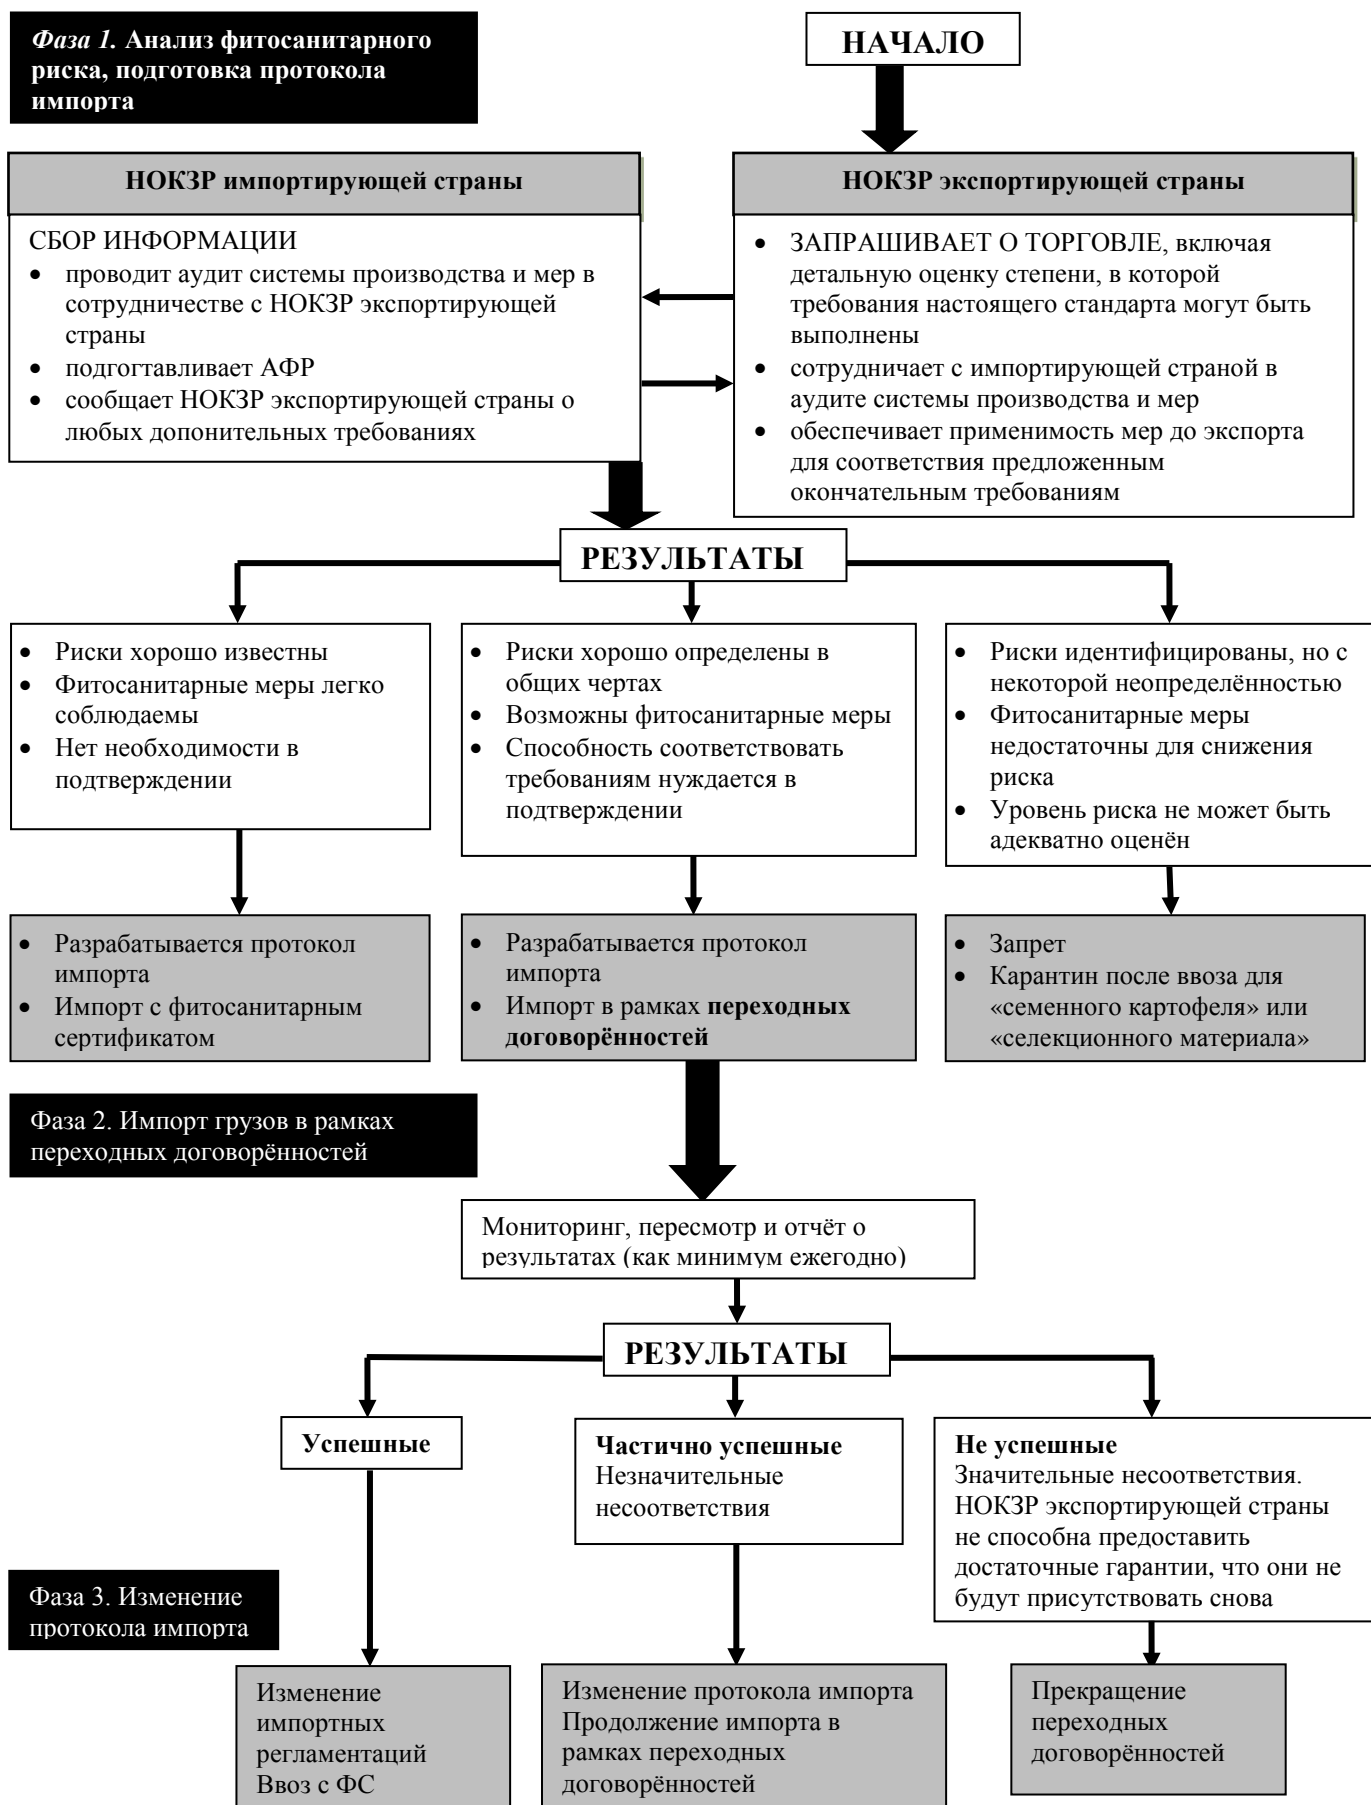 Фаза 1. Анализ фитосанитарного
риска, подготовка протокола
импорта
НАЧАЛО
НОКЗР импортирующей страны
СБОР ИНФОРМАЦИИ
• проводит аудит системы производства и мер в
сотрудничестве с НОКЗР экспортирующей
страны
• подгогтавливает АФР
• сообщает НОКЗР экспортирующей страны о
любых допонительных требованиях
НОКЗР экспортирующей страны
• ЗАПРАШИВАЕТ О ТОРГОВЛЕ, включая
детальную оценку степени, в которой
требования настоящего стандарта могут быть
выполнены
• сотрудничает с импортирующей страной в
аудите системы производства и мер
• обеспечивает применимость мер до экспорта
для соответствия предложенным
окончательным требованиям
РЕЗУЛЬТАТЫ
• Риски хорошо известны
• Фитосанитарные меры легко
соблюдаемы
• Нет необходимости в
подтверждении
• Риски хорошо определены в
общих чертах
• Возможны фитосанитарные меры
• Способность соответствовать
требованиям нуждается в
подтверждении
• Риски идентифицированы, но с
некоторой неопределённостью
• Фитосанитарные меры
недостаточны для снижения
риска
• Уровень риска не может быть
адекватно оценён
• Разрабатывается протокол
импорта
• Импорт с фитосанитарным
сертификатом
• Разрабатывается протокол
импорта
• Импорт в рамках переходных
договорённостей
• Запрет
• Карантин после ввоза для
«семенного картофеля» или
«селекционного материала»
Фаза 2. Импорт грузов в рамках
переходных договорённостей
Мониторинг, пересмотр и отчёт о
результатах (как минимум ежегодно)
РЕЗУЛЬТАТЫ
Успешные
Частично успешные
Незначительные
несоответствия
Не успешные
Значительные несоответствия.
НОКЗР экспортирующей страны
не способна предоставить
достаточные гарантии, что они не
будут присутствовать снова
Фаза 3. Изменение
протокола импорта
Изменение
импортных
регламентаций
Ввоз с ФС
Изменение протокола импорта
Продолжение импорта в
рамках переходных
договорённостей
Прекращение
переходных
договорённостей